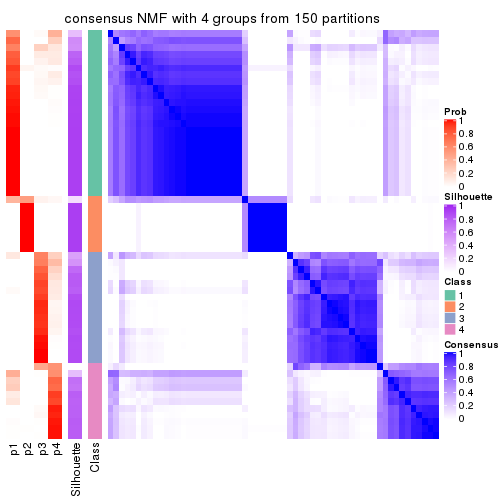 consensus NMF with 4 groups from 150 partitions
p1
p2
p3
p4
Silhouette
Class
Prob
1
0.8
0.6
0.4
0.2
0
Silhouette
1
0.8
0.6
0.4
0.2
0
Class
1
2
3
4
Consensus
1
0.8
0.6
0.4
0.2
0